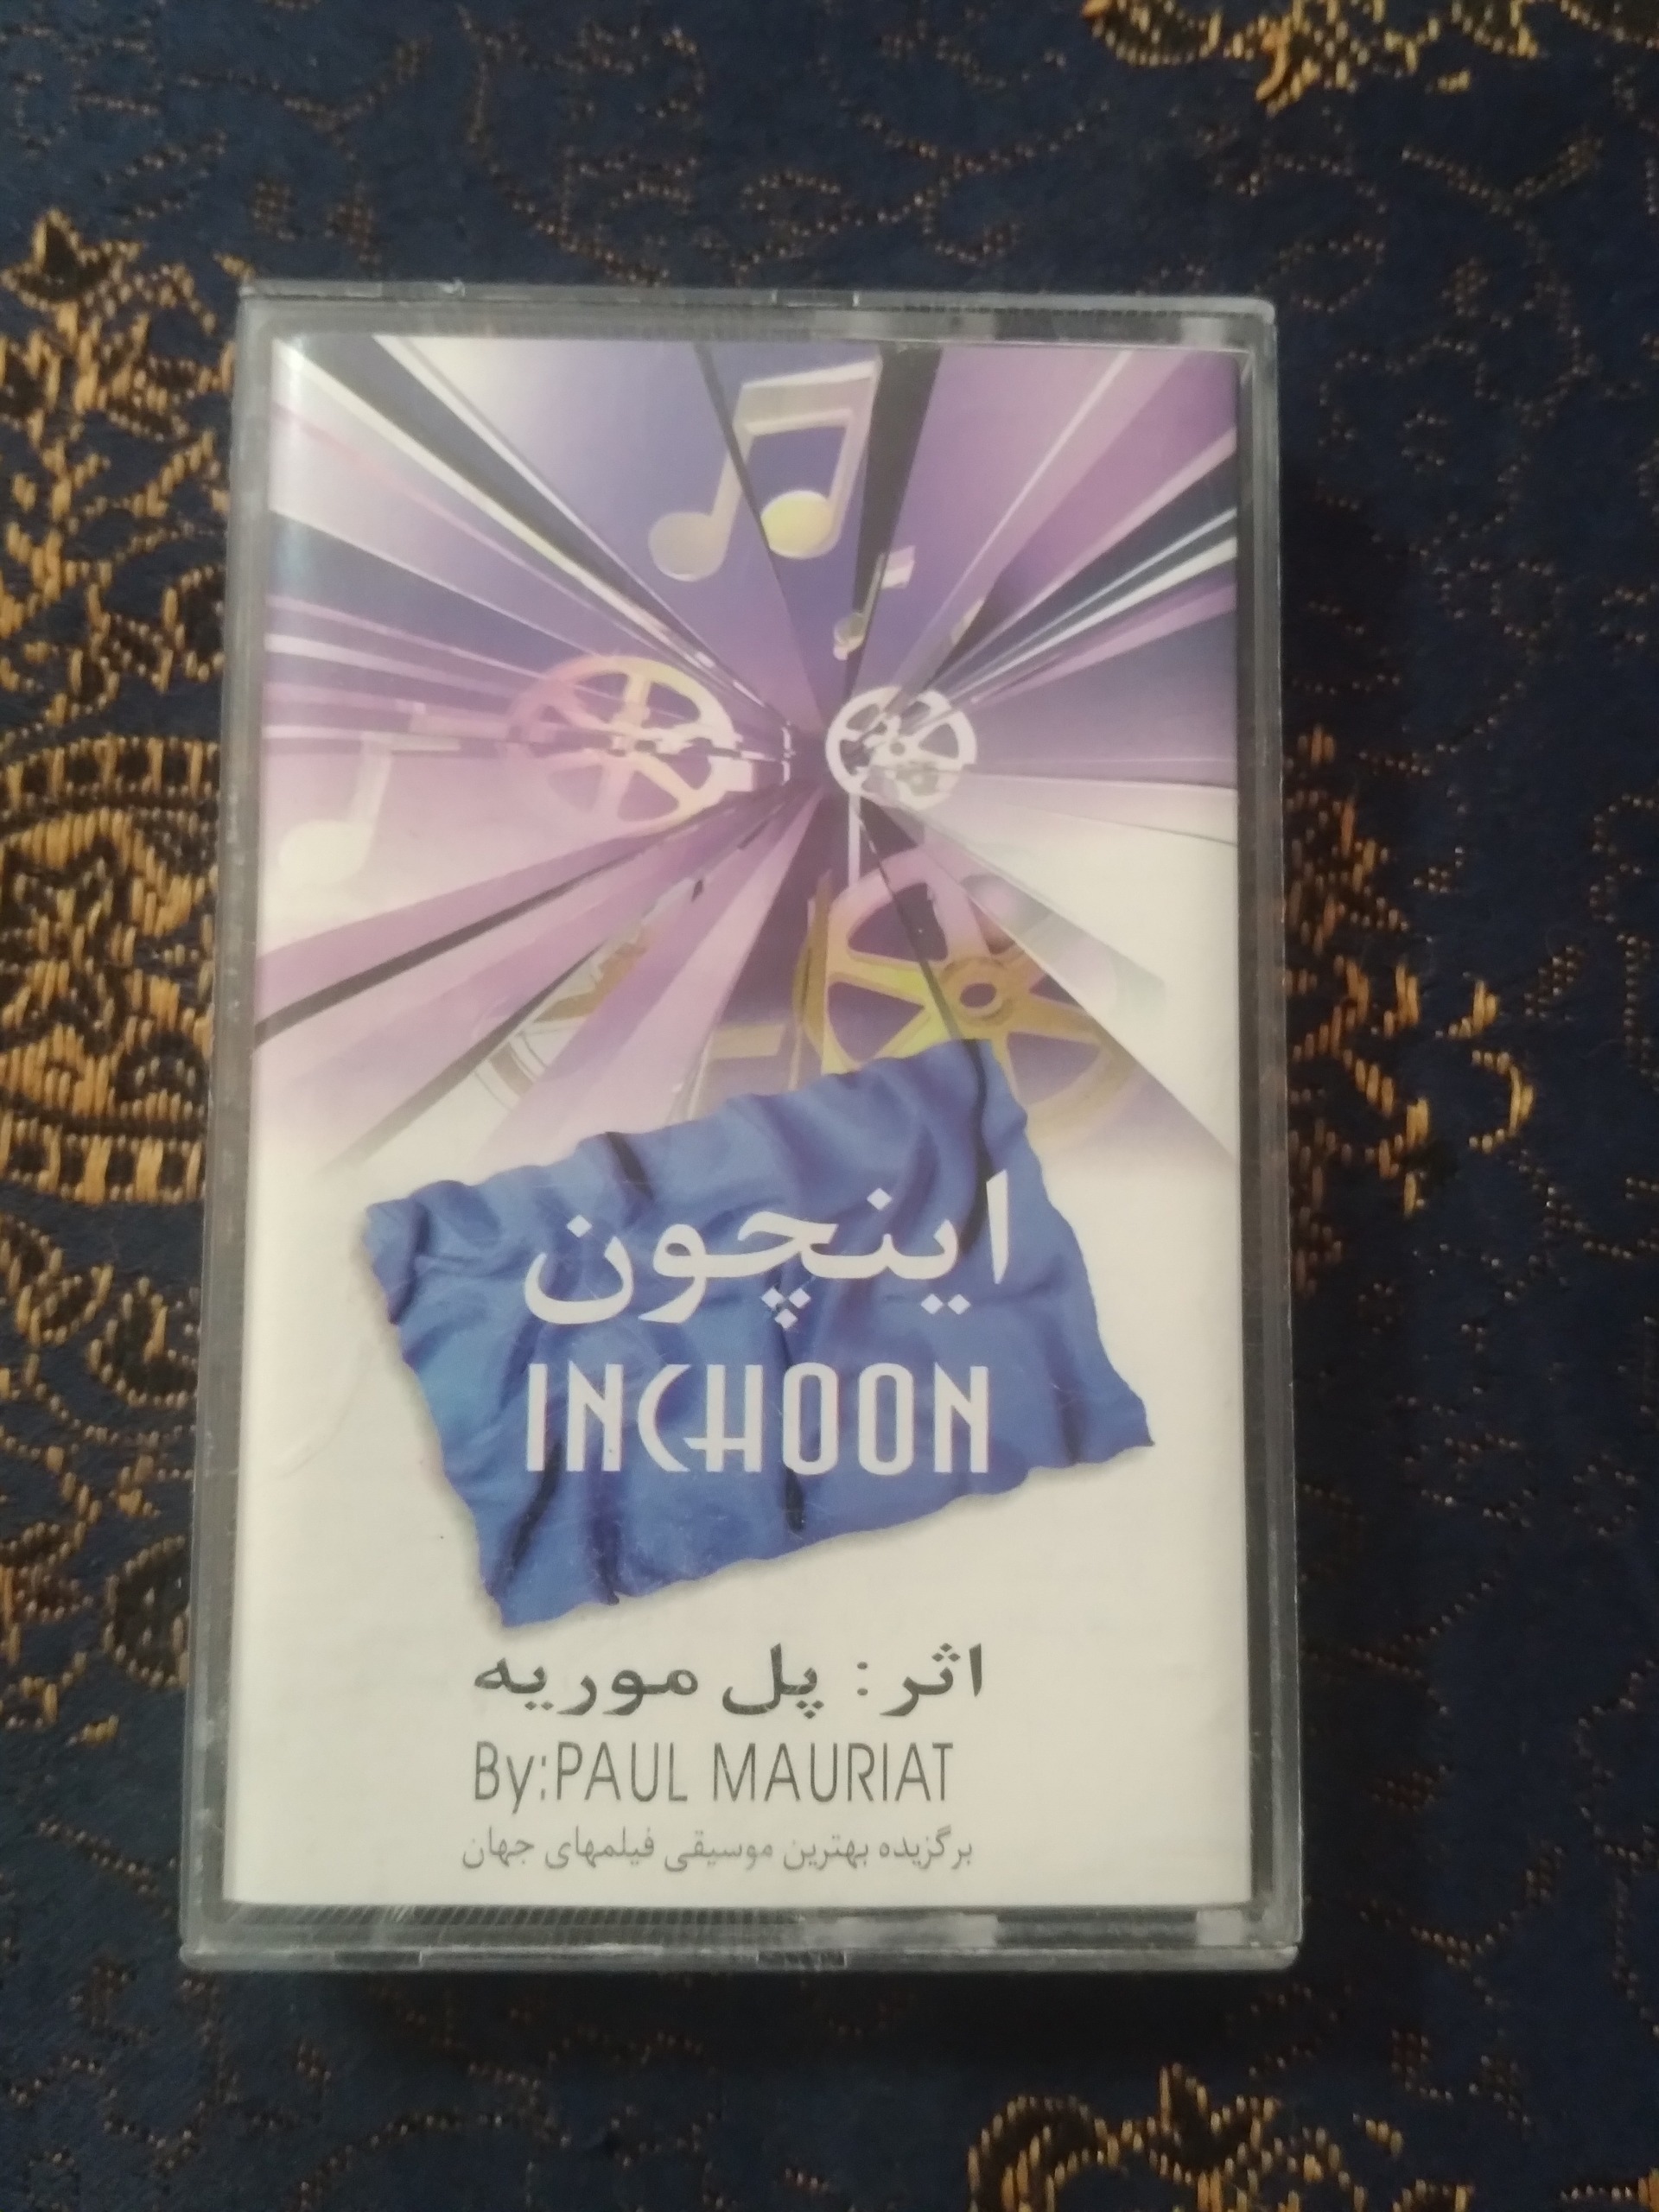 اینچون
INCHOON
اثر: پل موریه
By:PAUL MAURIAT
برگزیده بهترین موسیقی فیلمهای جهان